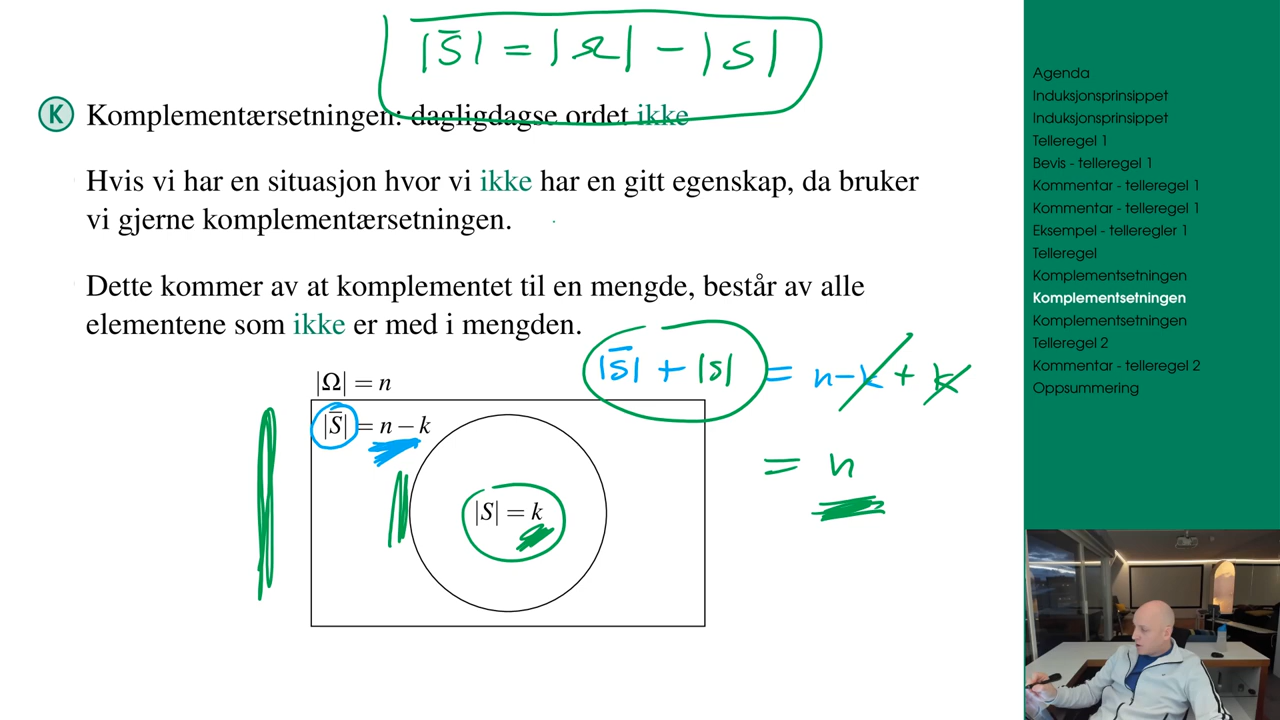 |S̅| = |Ω| − |S|
K Komplementærsetningen: dagligdagse ordet ikke
Hvis vi har en situasjon hvor vi ikke har en gitt egenskap, da bruker
vi gjerne komplementærsetningen.
Dette kommer av at komplementet til en mengde, består av alle
elementene som ikke er med i mengden.
|S̅| + |S| = n − k + k
= n
|Ω| = n
|S̅| = n − k
|S| = k
Agenda
Induksjonsprinsippet
Induksjonsprinsippet
Telleregel 1
Bevis - telleregel 1
Kommentar - telleregel 1
Kommentar - telleregel 1
Eksempel - telleregler 1
Telleregel
Komplementsetningen
Komplementsetningen
Komplementsetningen
Telleregel 2
Kommentar - telleregel 2
Oppsummering